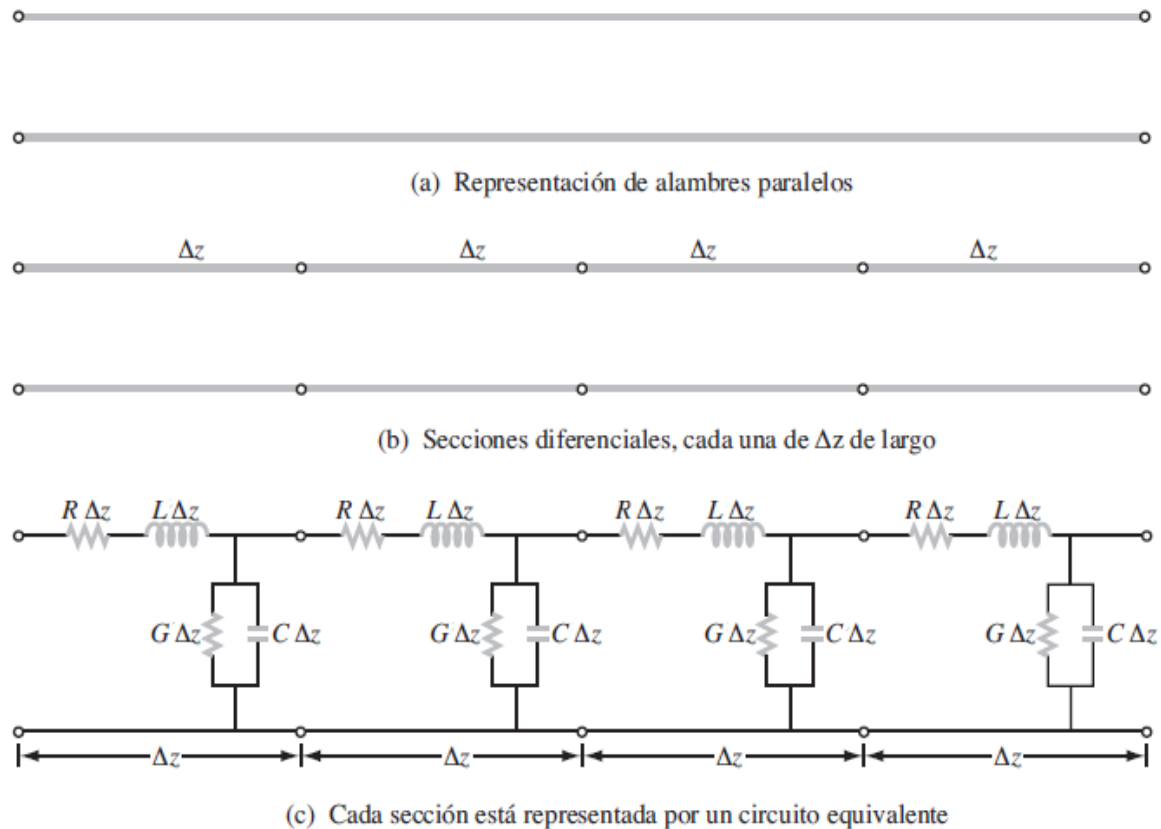 (a) Representación de alambres paralelos
Δz Δz Δz Δz
(b) Secciones diferenciales, cada una de Δz de largo
R Δz L Δz R Δz L Δz R Δz L Δz R Δz L Δz
G Δz C Δz G Δz C Δz G Δz C Δz G Δz C Δz
Δz Δz Δz Δz
(c) Cada sección está representada por un circuito equivalente